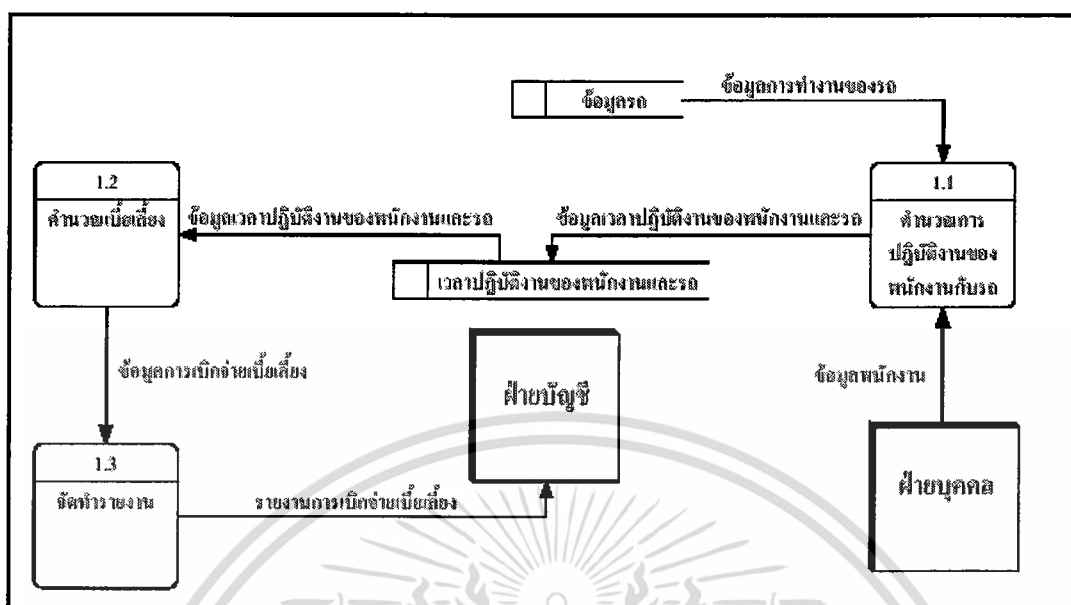 ข้อมูลการทำงานของรถ
ข้อมูลรถ
1.2
คำนวณเบี้ยเลี้ยง
ข้อมูลเวลาปฏิบัติงานของพนักงานและรถ
ข้อมูลเวลาปฏิบัติงานของพนักงานและรถ
1.1
คำนวณการ
ปฏิบัติงานของ
พนักงานกับรถ
เวลาปฏิบัติงานของพนักงานและรถ
ข้อมูลการเบิกจ่ายเบี้ยเลี้ยง
ฝ่ายบัญชี
ข้อมูลพนักงาน
1.3
จัดทำรายงาน
รายงานการเบิกจ่ายเบี้ยเลี้ยง
ฝ่ายบุคคล